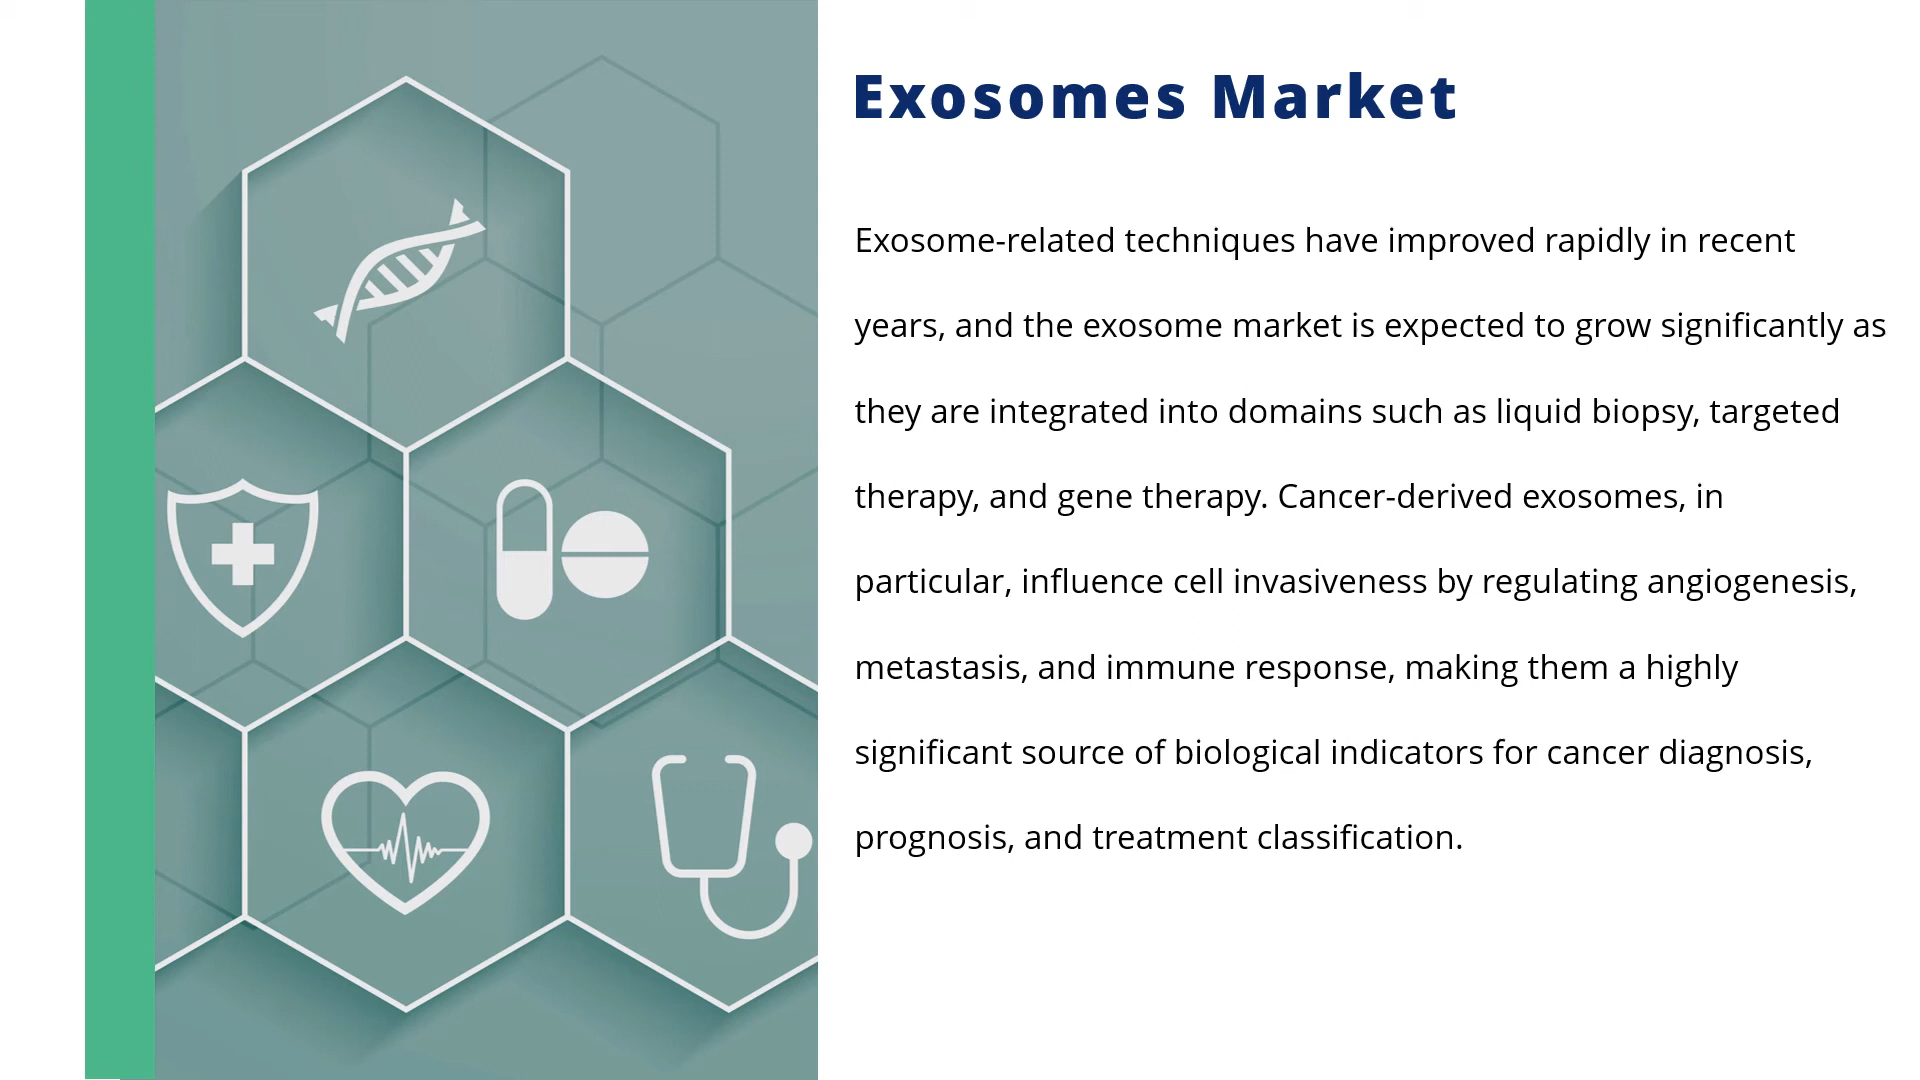 Exosomes Market
Exosome-related techniques have improved rapidly in recent
years, and the exosome market is expected to grow significantly as
they are integrated into domains such as liquid biopsy, targeted
therapy, and gene therapy. Cancer-derived exosomes, in
particular, influence cell invasiveness by regulating angiogenesis,
metastasis, and immune response, making them a highly
significant source of biological indicators for cancer diagnosis,
prognosis, and treatment classification.